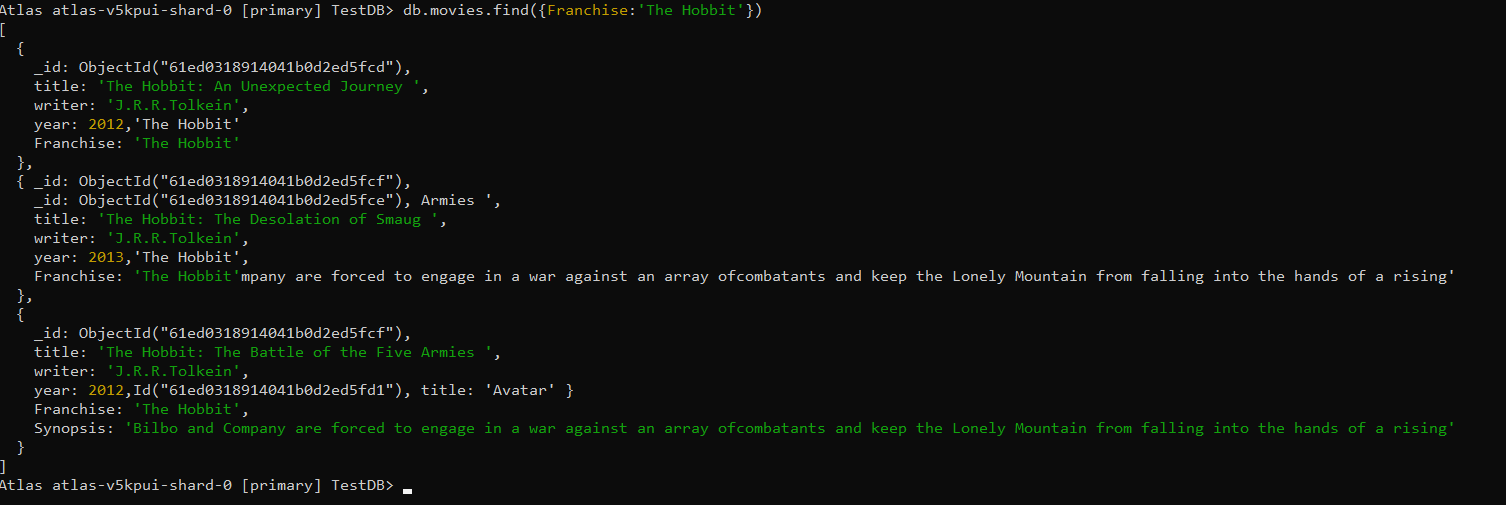 Atlas atlas-v5kpui-shard-0 [primary] TestDB> db.movies.find({Franchise:'The Hobbit'})
[
  {
    _id: ObjectId("61ed0318914041b0d2ed5fcd"),
    title: 'The Hobbit: An Unexpected Journey ',
    writer: 'J.R.R.Tolkein',
    year: 2012,'The Hobbit'
    Franchise: 'The Hobbit'
  },
  { _id: ObjectId("61ed0318914041b0d2ed5fcf"),
    _id: ObjectId("61ed0318914041b0d2ed5fce"), Armies ',
    title: 'The Hobbit: The Desolation of Smaug ',
    writer: 'J.R.R.Tolkein',
    year: 2013,'The Hobbit',
    Franchise: 'The Hobbit'mpany are forced to engage in a war against an array ofcombatants and keep the Lonely Mountain from falling into the hands of a rising'
  },
  {
    _id: ObjectId("61ed0318914041b0d2ed5fcf"),
    title: 'The Hobbit: The Battle of the Five Armies ',
    writer: 'J.R.R.Tolkein',
    year: 2012,Id("61ed0318914041b0d2ed5fd1"), title: 'Avatar' }
    Franchise: 'The Hobbit',
    Synopsis: 'Bilbo and Company are forced to engage in a war against an array ofcombatants and keep the Lonely Mountain from falling into the hands of a rising'
  }
]
Atlas atlas-v5kpui-shard-0 [primary] TestDB>